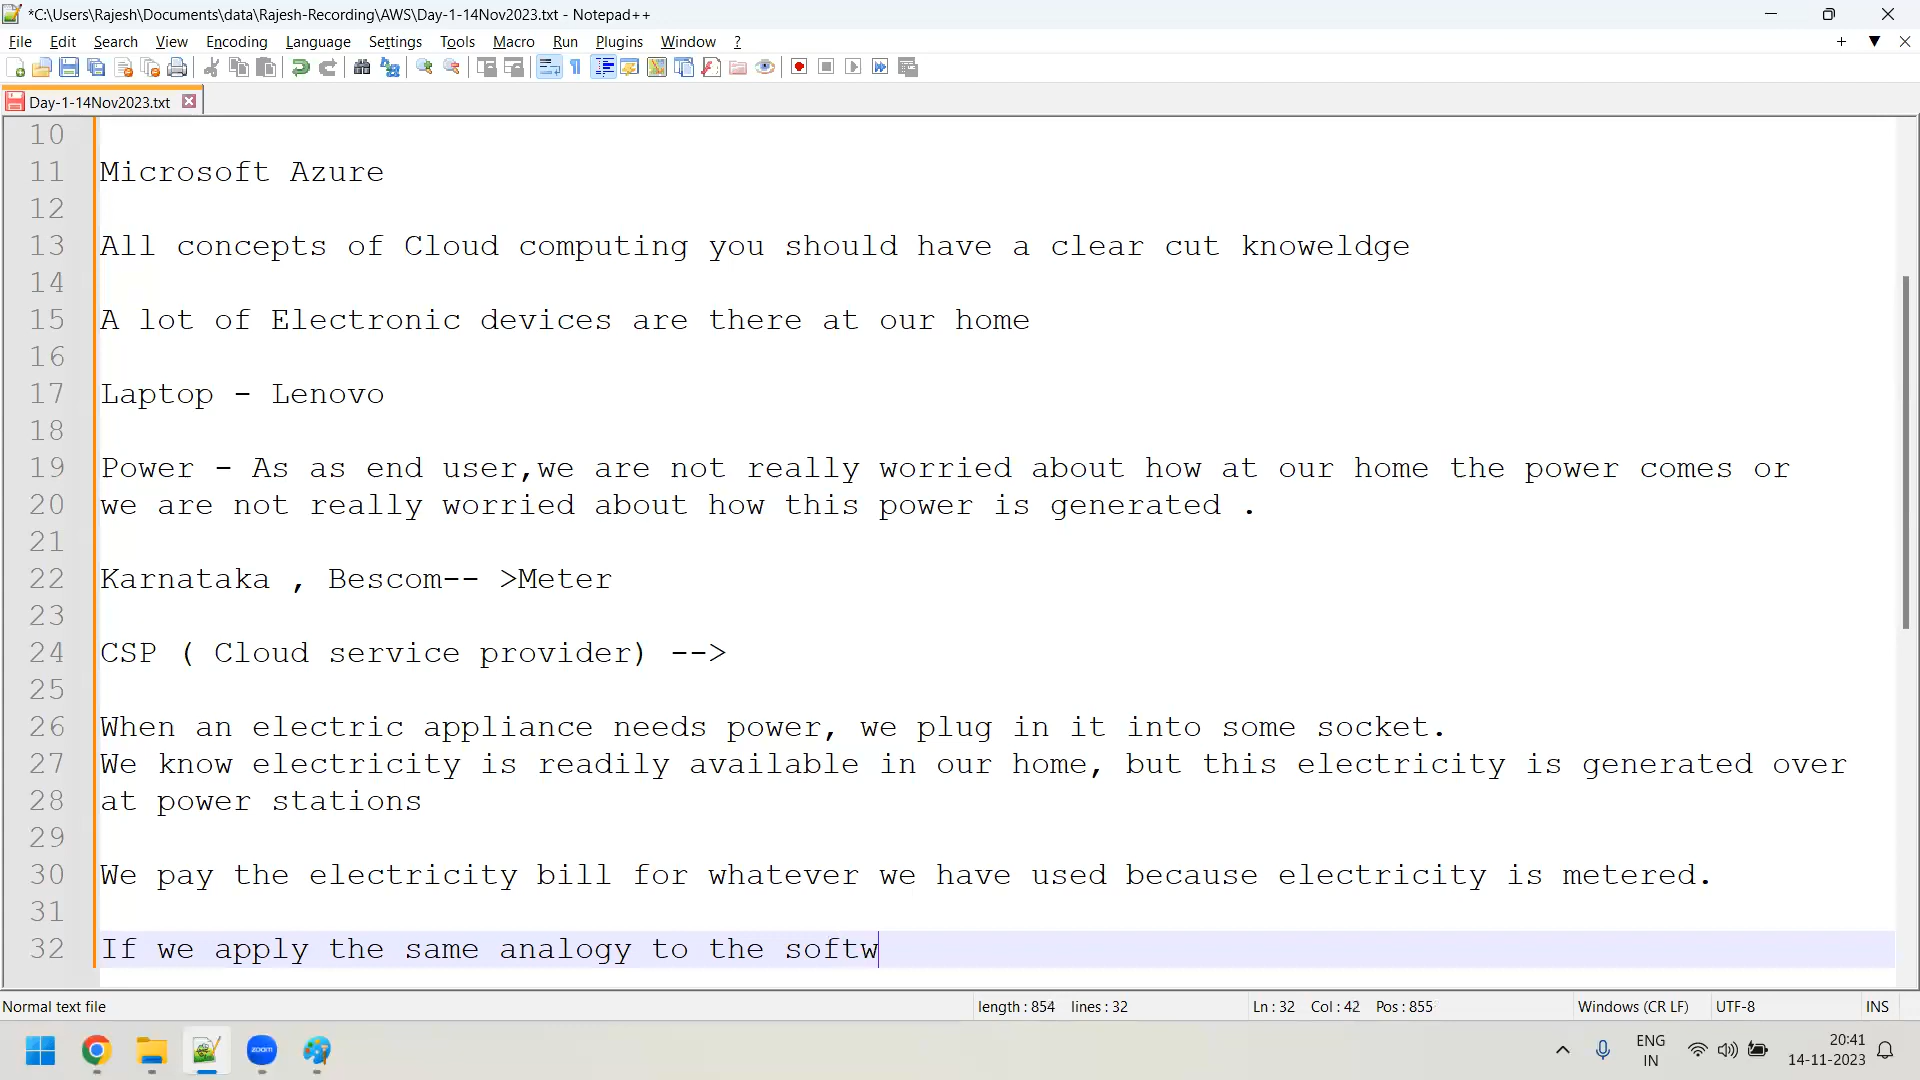 *C:\Users\Rajesh\Documents\data\Rajesh-Recording\AWS\Day-1-14Nov2023.txt - Notepad++
File Edit Search View Encoding Language Settings Tools Macro Run Plugins Window ?
Day-1-14Nov2023.txt
10
11 Microsoft Azure
12
13 All concepts of Cloud computing you should have a clear cut knoweldge
14
15 A lot of Electronic devices are there at our home
16
17 Laptop - Lenovo
18
19 Power - As as end user,we are not really worried about how at our home the power comes or
20 we are not really worried about how this power is generated .
21
22 Karnataka , Bescom-- >Meter
23
24 CSP ( Cloud service provider) -->
25
26 When an electric appliance needs power, we plug in it into some socket.
27 We know electricity is readily available in our home, but this electricity is generated over
28 at power stations
29
30 We pay the electricity bill for whatever we have used because electricity is metered.
31
32 If we apply the same analogy to the softw
Normal text file length : 854 lines : 32 Ln : 32 Col : 42 Pos : 855 Windows (CR LF) UTF-8 INS
zoom
ENG
IN
20:41
14-11-2023